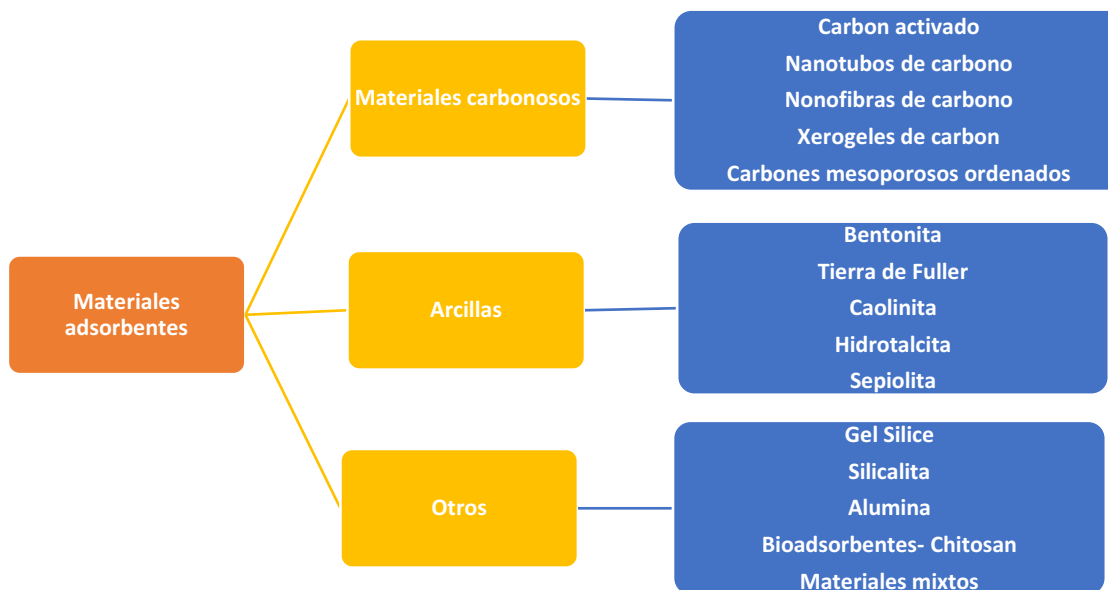 Materiales
adsorbentes
Materiales carbonosos
Carbon activado
Nanotubos de carbono
Nonofibras de carbono
Xerogeles de carbon
Carbones mesoporosos ordenados
Arcillas
Bentonita
Tierra de Fuller
Caolinita
Hidrotalcita
Sepiolita
Otros
Gel Silice
Silicalita
Alumina
Bioadsorbentes- Chitosan
Materiales mixtos